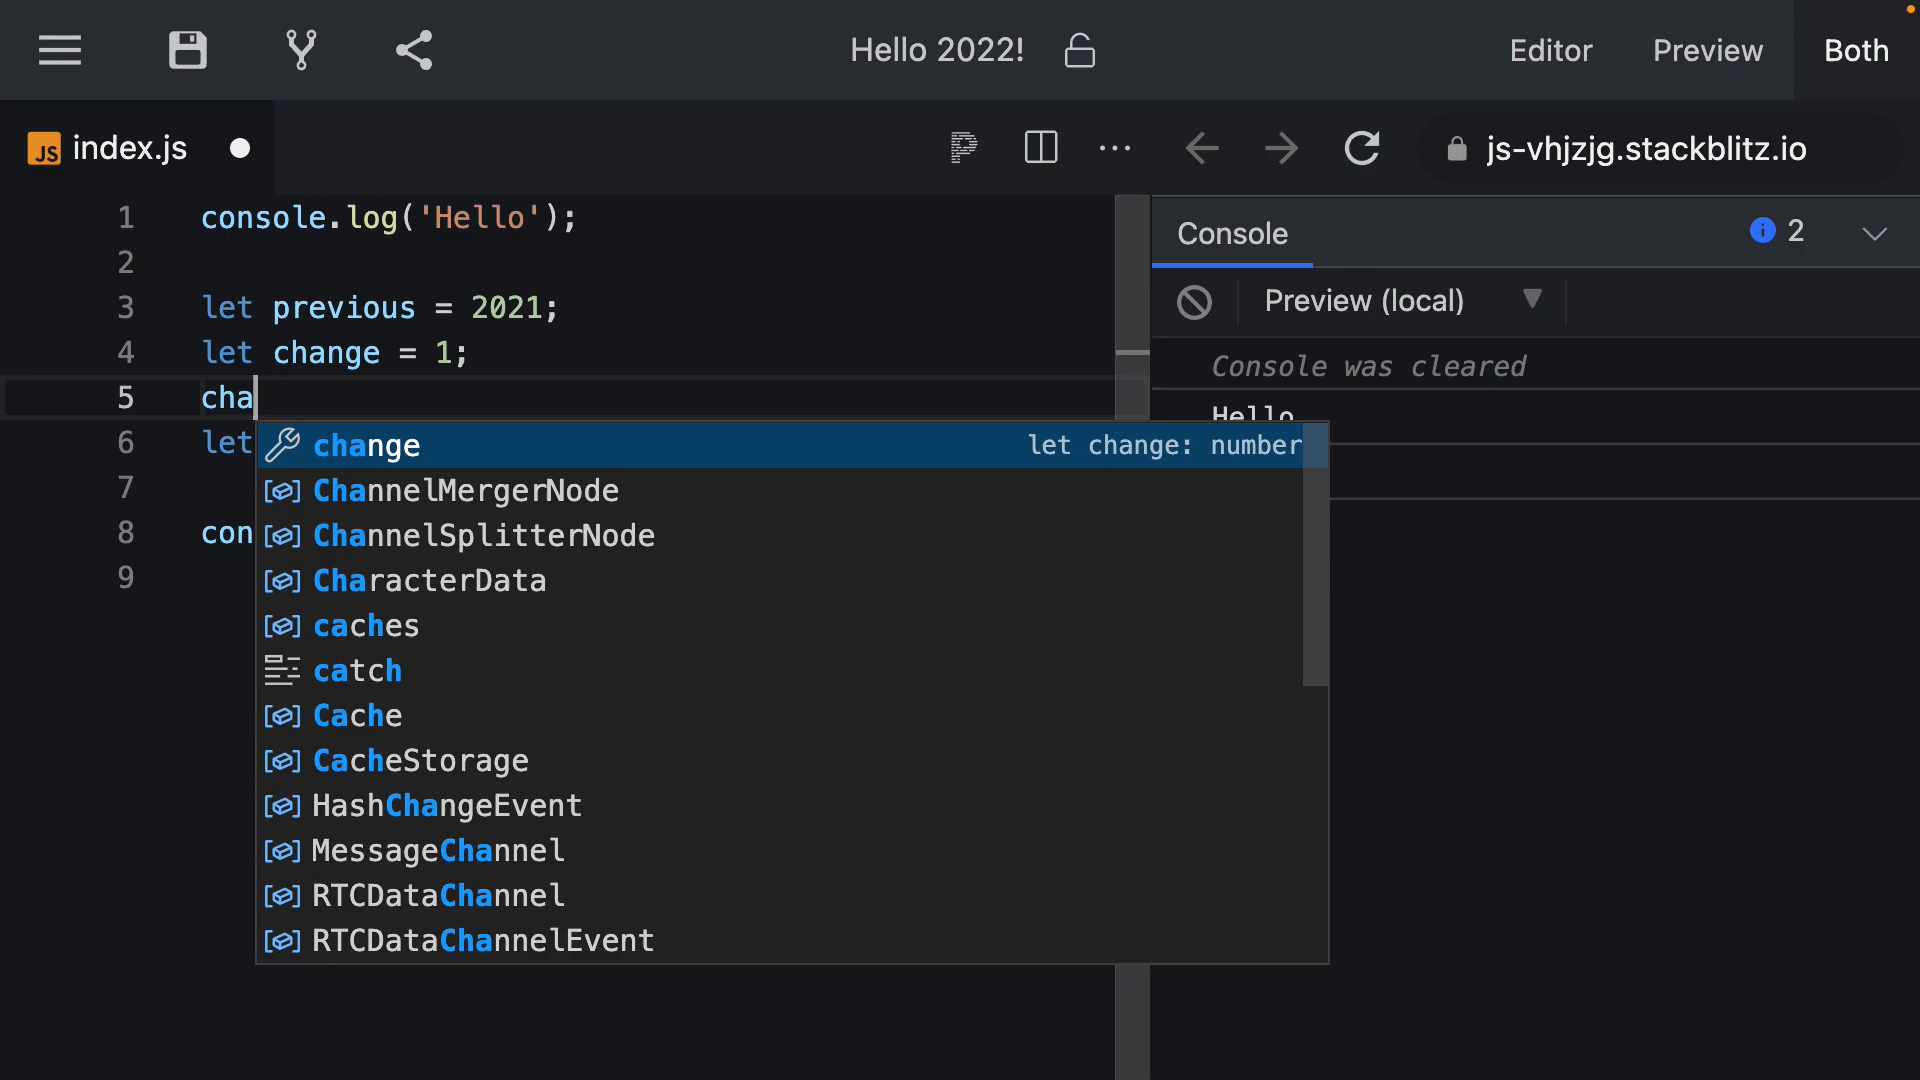 Hello 2022!
Editor
Preview
Both
JS index.js
js-vhjzjg.stackblitz.io
1 console.log('Hello');
2
3 let previous = 2021;
4 let change = 1;
5 cha
6 let
7
8 con
9
change let change: number
ChannelMergerNode
ChannelSplitterNode
CharacterData
caches
catch
Cache
CacheStorage
HashChangeEvent
MessageChannel
RTCDataChannel
RTCDataChannelEvent
Console
2
Preview (local)
Console was cleared
Hello